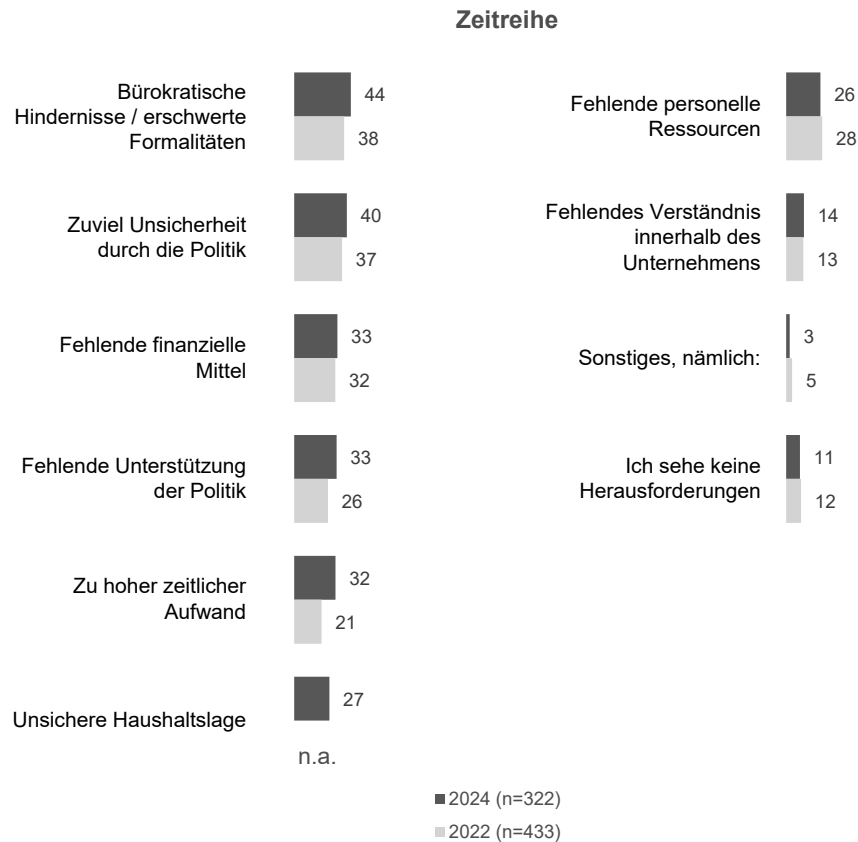 Zeitreihe
Bürokratische
Hindernisse / erschwerte
Formalitäten
44
38
Zuviel Unsicherheit
durch die Politik
40
37
Fehlende finanzielle
Mittel
33
32
Fehlende Unterstützung
der Politik
33
26
Zu hoher zeitlicher
Aufwand
32
21
Unsichere Haushaltslage
27
n.a.
Fehlende personelle
Ressourcen
26
28
Fehlendes Verständnis
innerhalb des
Unternehmens
14
13
Sonstiges, nämlich:
3
5
Ich sehe keine
Herausforderungen
11
12
2024 (n=322)
2022 (n=433)